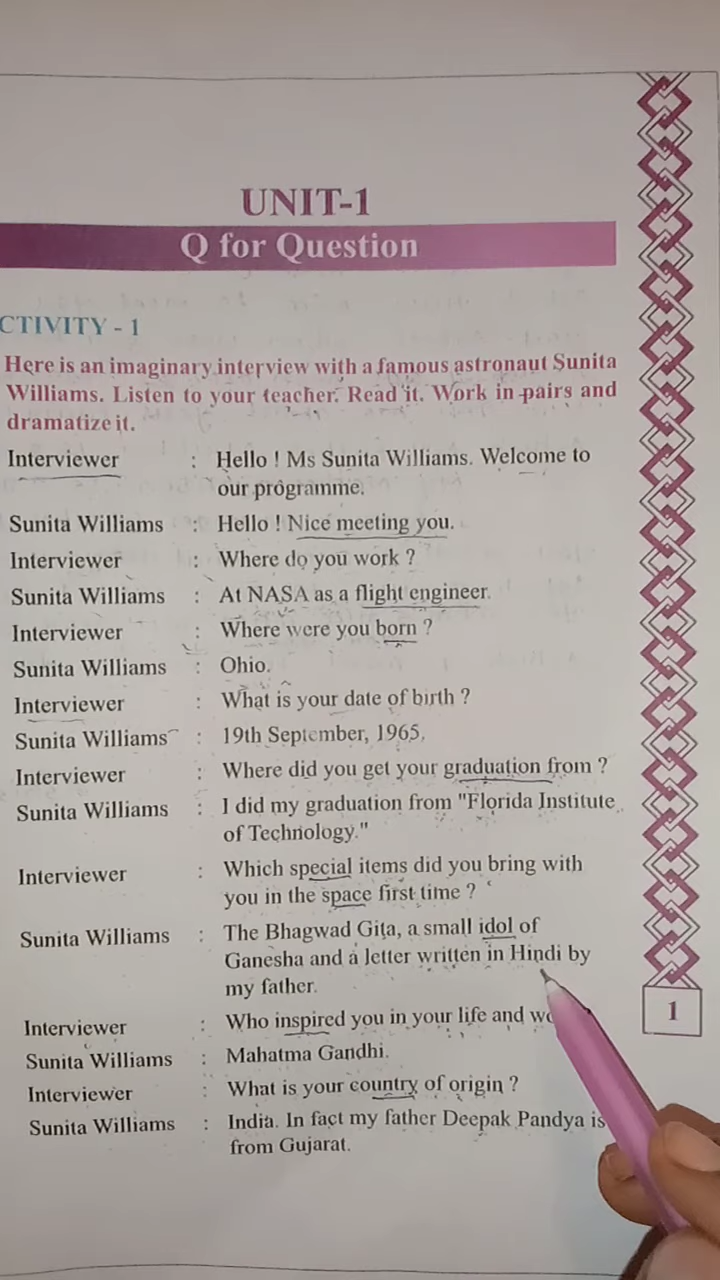 UNIT-1
Q for Question
CTIVITY - 1
Here is an imaginary interview with a famous astronaut Sunita
Williams. Listen to your teacher. Read it. Work in pairs and
dramatize it.
Interviewer : Hello ! Ms Sunita Williams. Welcome to
our programme.
Sunita Williams : Hello ! Nice meeting you.
Interviewer : Where do you work ?
Sunita Williams : At NASA as a flight engineer.
Interviewer : Where were you born ?
Sunita Williams : Ohio.
Interviewer : What is your date of birth ?
Sunita Williams : 19th September, 1965.
Interviewer : Where did you get your graduation from ?
Sunita Williams : I did my graduation from "Florida Institute
of Technology."
Interviewer : Which special items did you bring with
you in the space first time ?
Sunita Williams : The Bhagwad Gita, a small idol of
Ganesha and a letter written in Hindi by
my father.
Interviewer : Who inspired you in your life and
Sunita Williams : Mahatma Gandhi.
Interviewer : What is your country of origin ?
Sunita Williams : India. In fact my father Deepak Pandya is
from Gujarat.
1